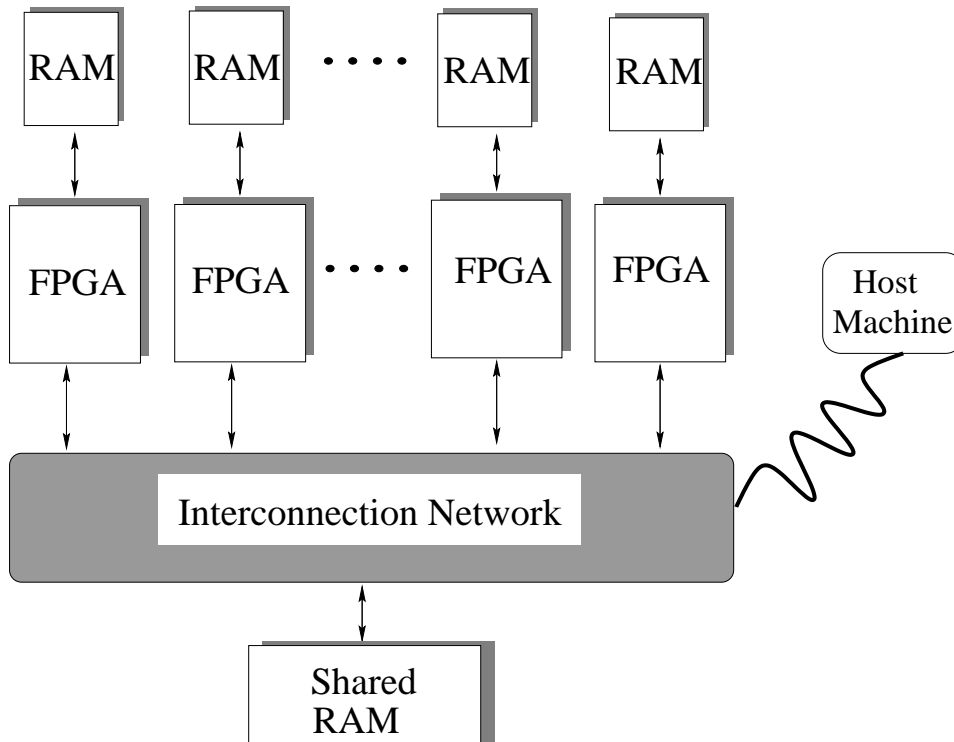 RAM
RAM
RAM
RAM
FPGA
FPGA
FPGA
FPGA
Host
Machine
Interconnection Network
Shared
RAM